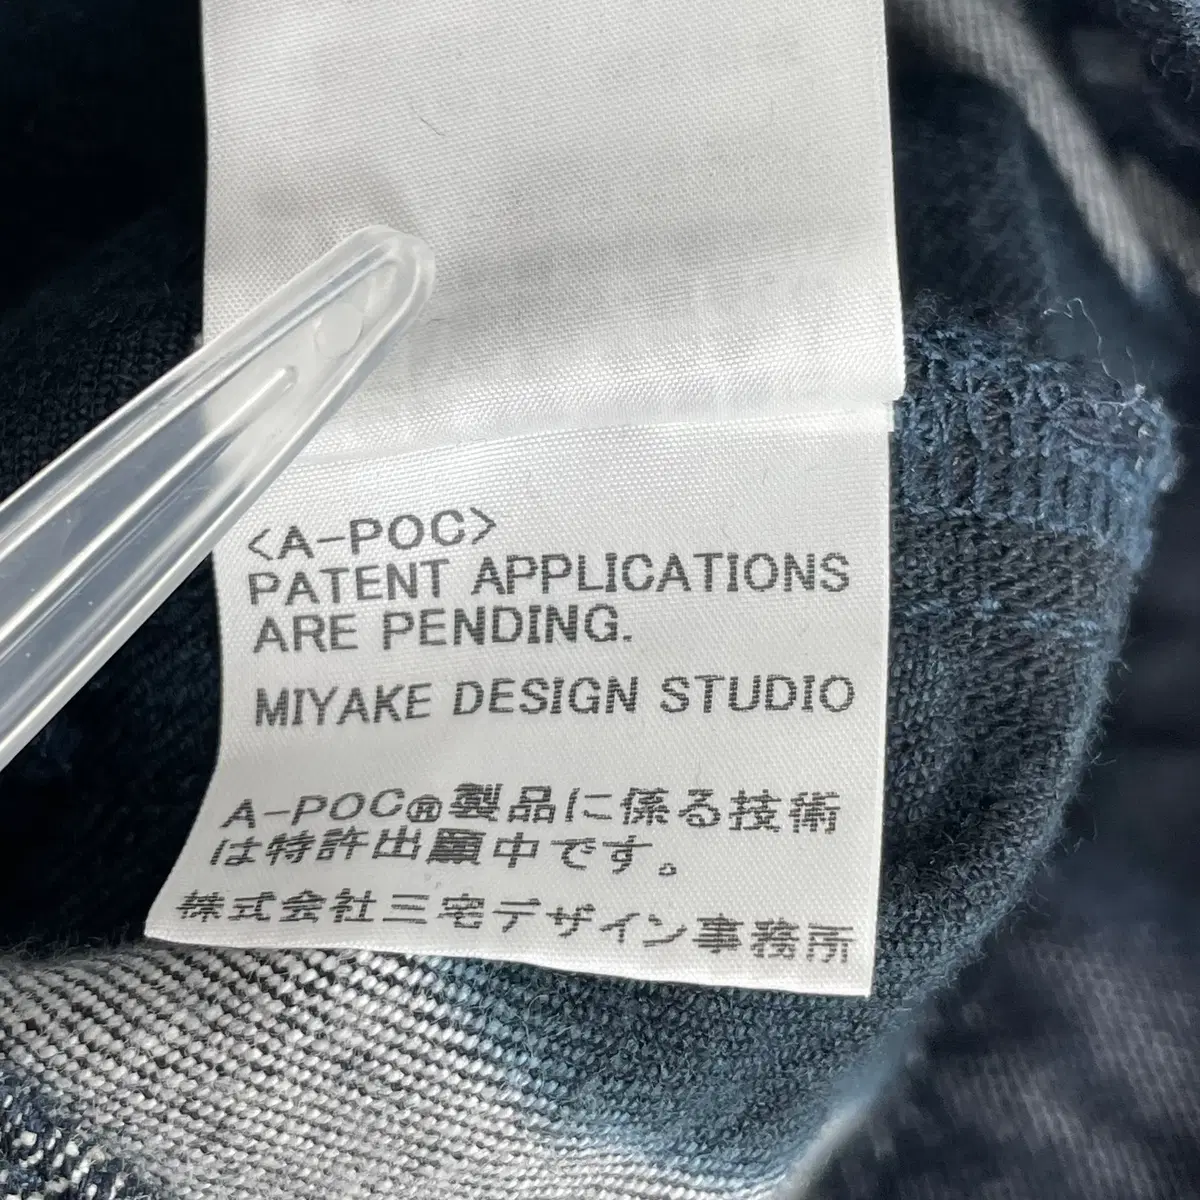 <A-POC>
PATENT APPLICATIONS
ARE PENDING.
MIYAKE DESIGN STUDIO
A-POC®製品に係る技術
は特許出願中です。
株式会社三宅デザイン事務所